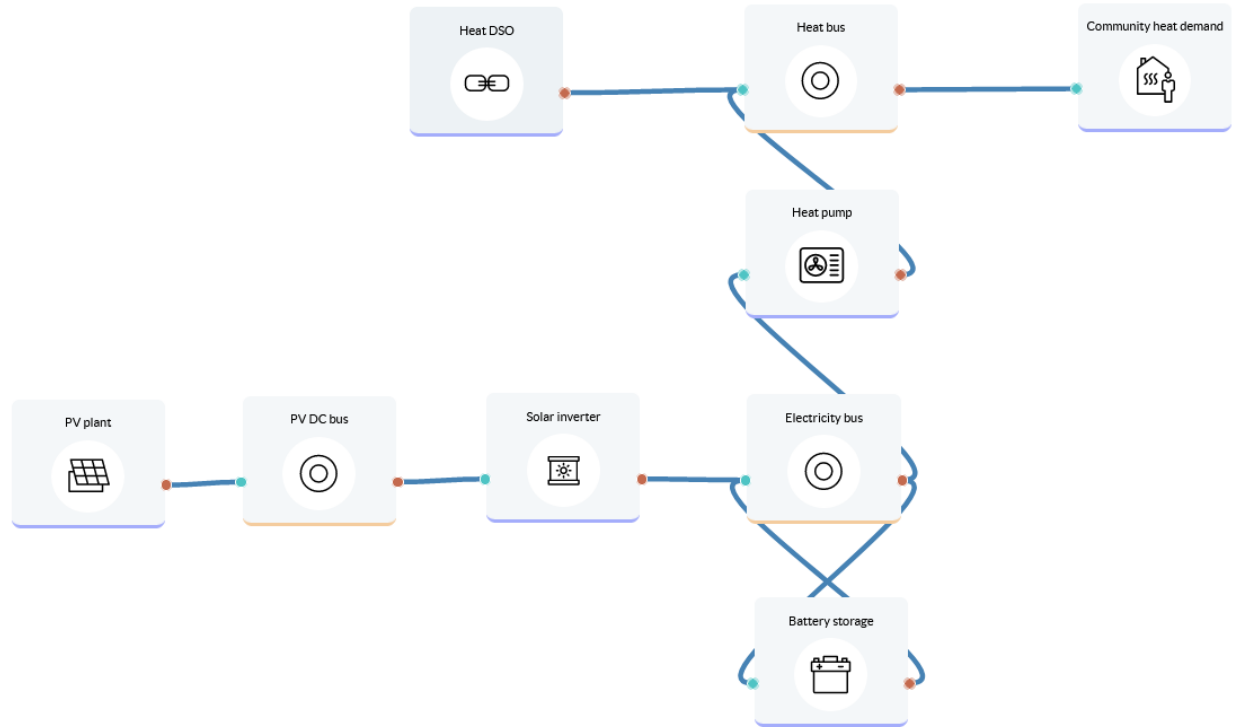 Heat DSO
Heat bus
Community heat demand
Heat pump
PV plant
PV DC bus
Solar inverter
Electricity bus
Battery storage